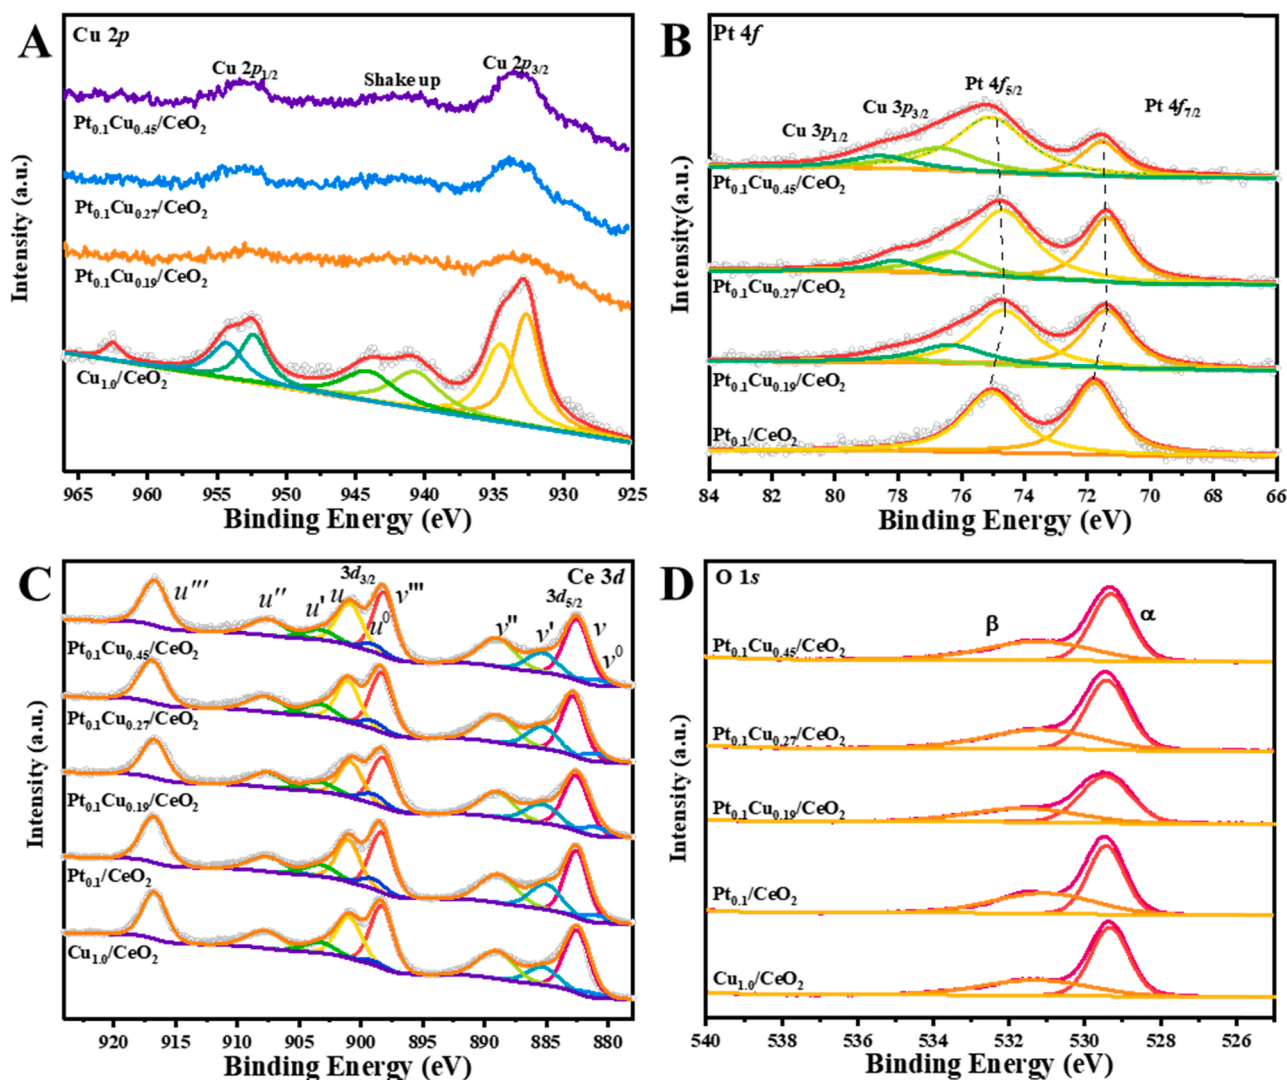 A
Cu 2p
Cu 2p1/2
Shake up
Cu 2p3/2
Pt0.1Cu0.45/CeO2
Pt0.1Cu0.27/CeO2
Pt0.1Cu0.19/CeO2
Cu1.0/CeO2
Intensity (a.u.)
965 960 955 950 945 940 935 930 925
Binding Energy (eV)
B
Pt 4f
Pt 4f5/2
Cu 3p3/2
Pt 4f7/2
Cu 3p1/2
Pt0.1Cu0.45/CeO2
Pt0.1Cu0.27/CeO2
Pt0.1Cu0.19/CeO2
Pt0.1/CeO2
Intensity(a.u.)
84 82 80 78 76 74 72 70 68 66
Binding Energy (eV)
C
Ce 3d
u''' u'' u' u 3d3/2 u0 v''' v'' v' 3d5/2 v v0
Pt0.1Cu0.45/CeO2
Pt0.1Cu0.27/CeO2
Pt0.1Cu0.19/CeO2
Pt0.1/CeO2
Cu1.0/CeO2
Intensity (a.u.)
920 915 910 905 900 895 890 885 880
Binding Energy (eV)
D
O 1s
β α
Pt0.1Cu0.45/CeO2
Pt0.1Cu0.27/CeO2
Pt0.1Cu0.19/CeO2
Pt0.1/CeO2
Cu1.0/CeO2
Intensity (a.u.)
540 538 536 534 532 530 528 526
Binding Energy (eV)